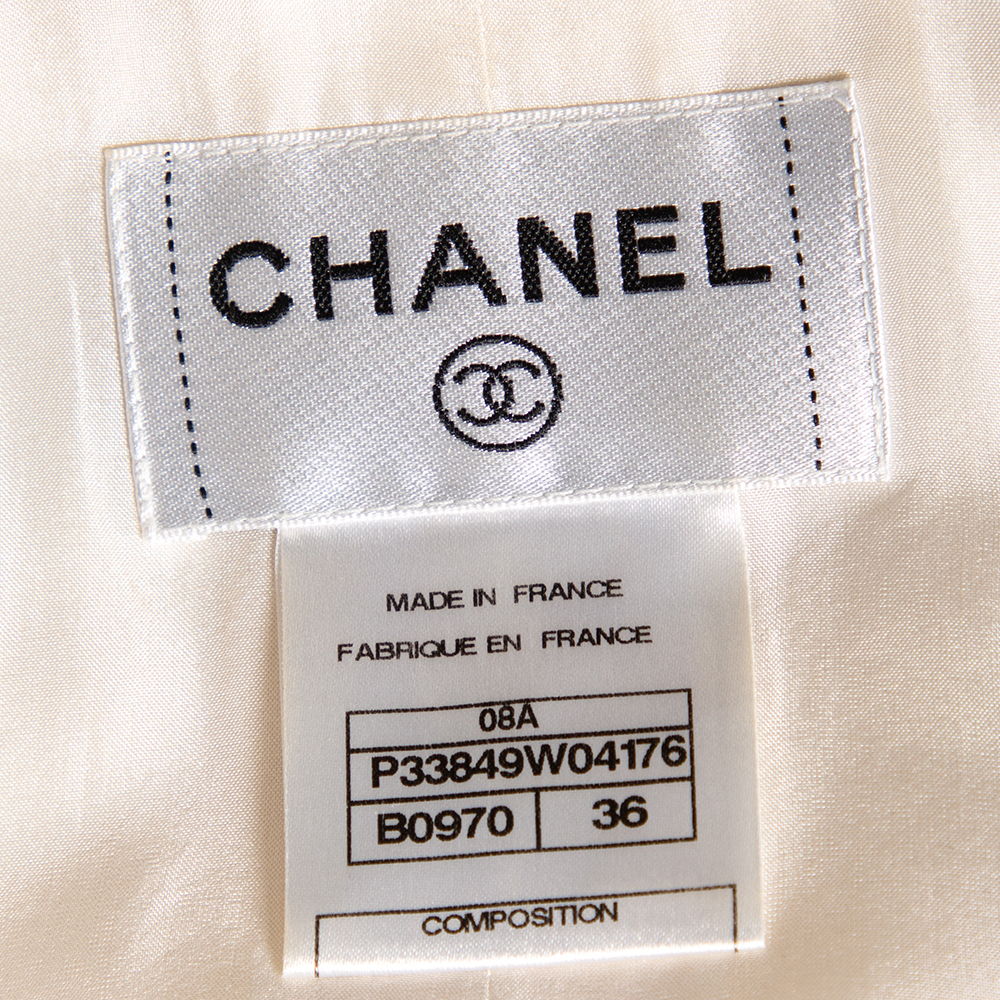 CHANEL
MADE IN FRANCE
FABRIQUE EN FRANCE
08A
P33849W04176
B0970 36
COMPOSITION